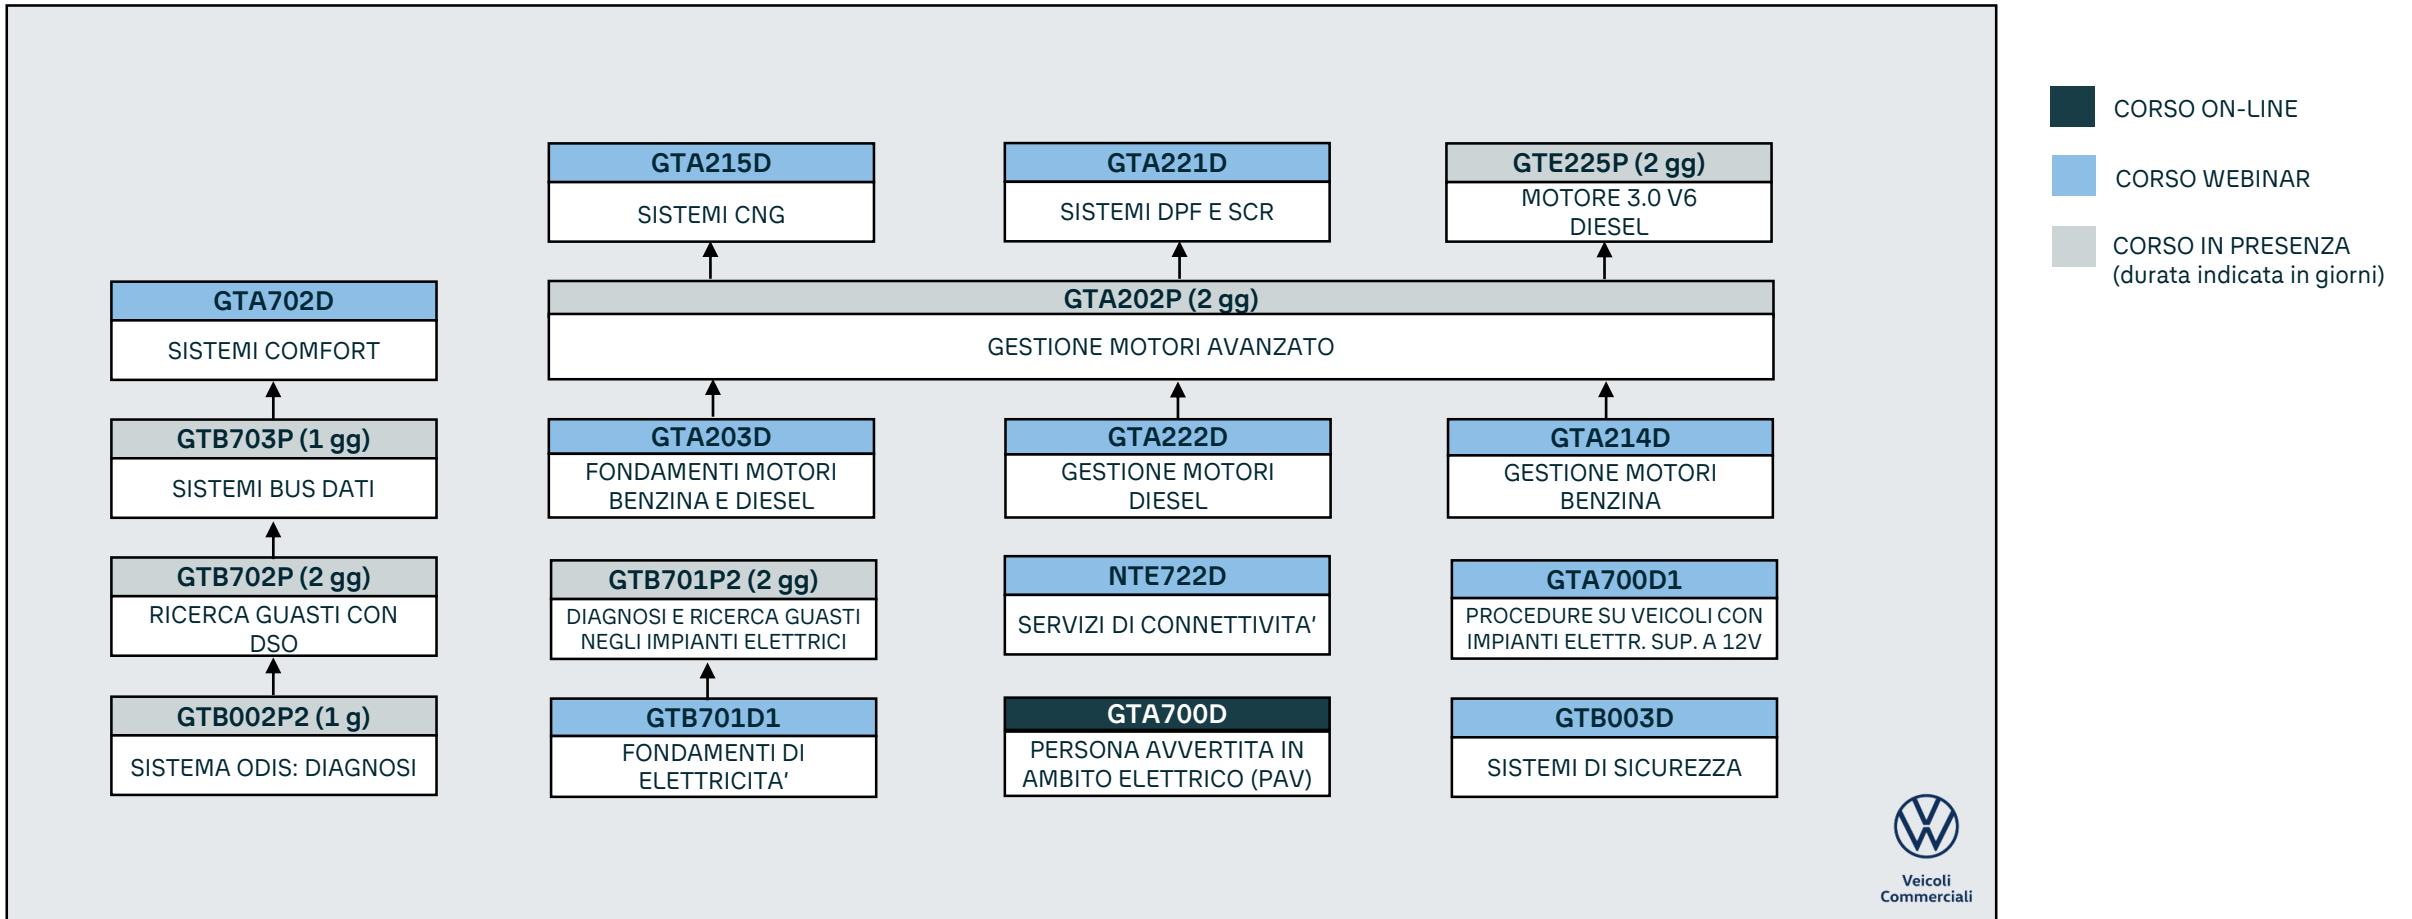 GTA215D
SISTEMI CNG
GTA221D
SISTEMI DPF E SCR
GTE225P (2 gg)
MOTORE 3.0 V6
DIESEL
GTA702D
SISTEMI COMFORT
GTA202P (2 gg)
GESTIONE MOTORI AVANZATO
GTB703P (1 gg)
SISTEMI BUS DATI
GTA203D
FONDAMENTI MOTORI
BENZINA E DIESEL
GTA222D
GESTIONE MOTORI
DIESEL
GTA214D
GESTIONE MOTORI
BENZINA
GTB702P (2 gg)
RICERCA GUASTI CON
DSO
GTB701P2 (2 gg)
DIAGNOSI E RICERCA GUASTI
NEGLI IMPIANTI ELETTRICI
NTE722D
SERVIZI DI CONNETTIVITA'
GTA700D1
PROCEDURE SU VEICOLI CON
IMPIANTI ELETTR. SUP. A 12V
GTB002P2 (1 g)
SISTEMA ODIS: DIAGNOSI
GTB701D1
FONDAMENTI DI
ELETTRICITA'
GTA700D
PERSONA AVVERTITA IN
AMBITO ELETTRICO (PAV)
GTB003D
SISTEMI DI SICUREZZA
Veicoli
Commerciali
CORSO ON-LINE
CORSO WEBINAR
CORSO IN PRESENZA
(durata indicata in giorni)